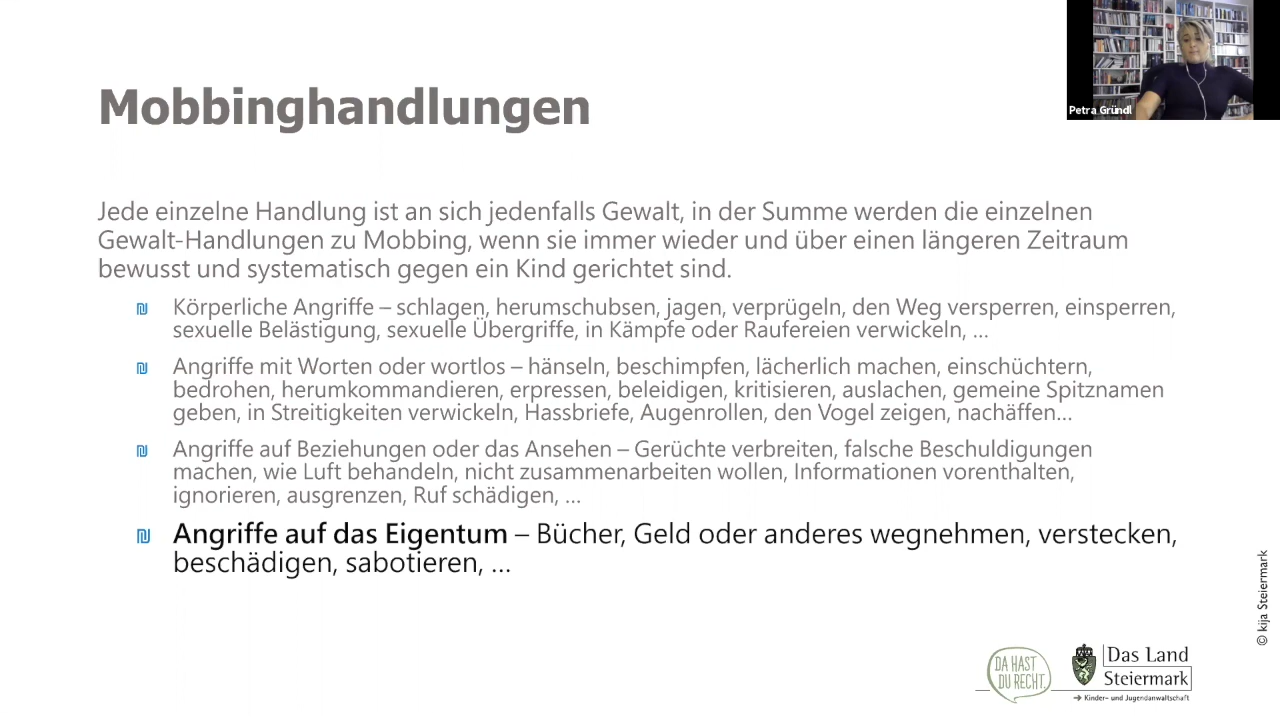 Petra Gründl
Mobbinghandlungen
Jede einzelne Handlung ist an sich jedenfalls Gewalt, in der Summe werden die einzelnen
Gewalt-Handlungen zu Mobbing, wenn sie immer wieder und über einen längeren Zeitraum
bewusst und systematisch gegen ein Kind gerichtet sind.
₪ Körperliche Angriffe – schlagen, herumschubsen, jagen, verprügeln, den Weg versperren, einsperren,
sexuelle Belästigung, sexuelle Übergriffe, in Kämpfe oder Raufereien verwickeln, ...
₪ Angriffe mit Worten oder wortlos – hänseln, beschimpfen, lächerlich machen, einschüchtern,
bedrohen, herumkommandieren, erpressen, beleidigen, kritisieren, auslachen, gemeine Spitznamen
geben, in Streitigkeiten verwickeln, Hassbriefe, Augenrollen, den Vogel zeigen, nachäffen...
₪ Angriffe auf Beziehungen oder das Ansehen – Gerüchte verbreiten, falsche Beschuldigungen
machen, wie Luft behandeln, nicht zusammenarbeiten wollen, Informationen vorenthalten,
ignorieren, ausgrenzen, Ruf schädigen, ...
₪ Angriffe auf das Eigentum – Bücher, Geld oder anderes wegnehmen, verstecken,
beschädigen, sabotieren, ...
© kija Steiermark
DA HAST
DU RECHT.
Das Land
Steiermark
→ Kinder- und Jugendanwaltschaft